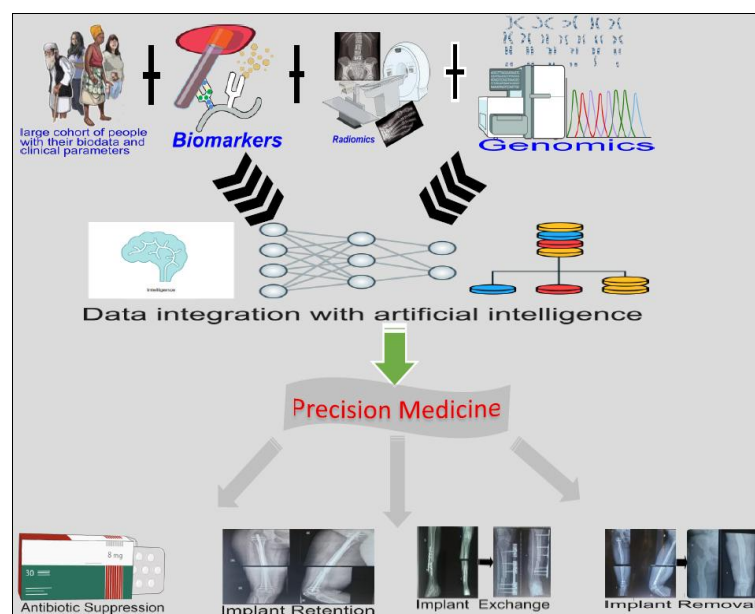 large cohort of people
with their biodata and
clinical parameters
Biomarkers
Radiomics
Genomics
Intelligence
Data integration with artificial intelligence
Precision Medicine
8 mg
30
Antibiotic Suppression
Implant Retention
Implant Exchange
Implant Removal